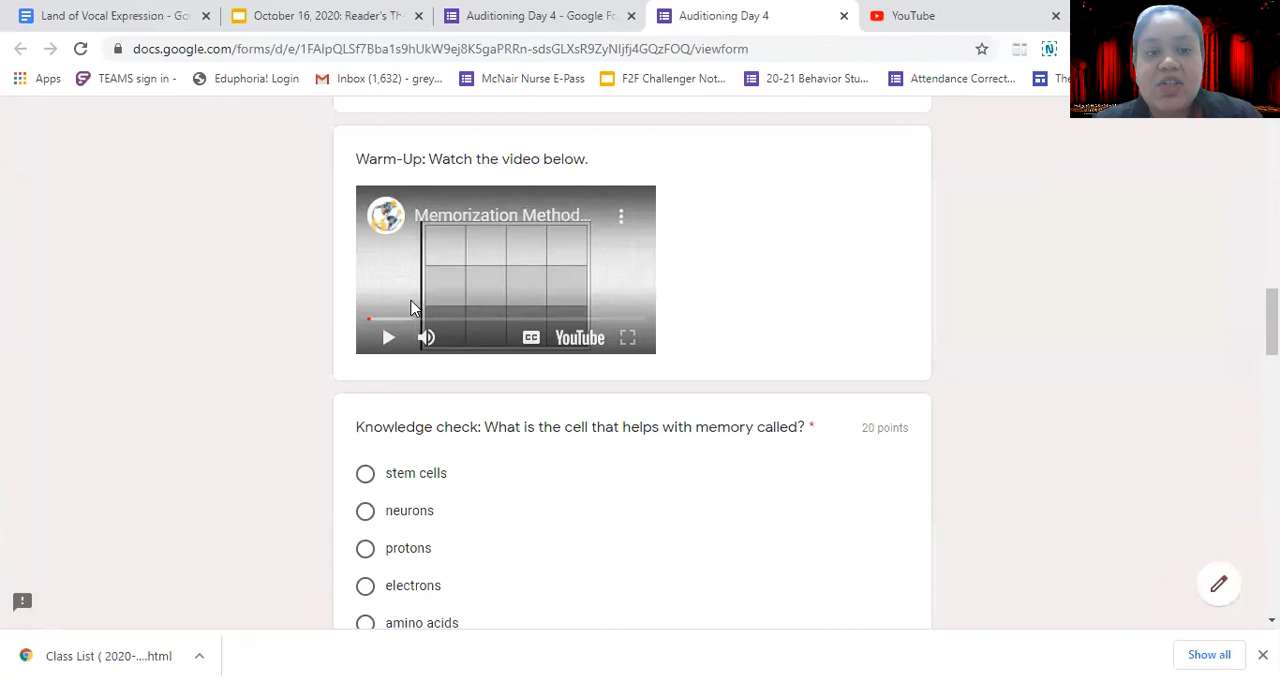 Land of Vocal Expression - Go
October 16, 2020: Reader's TH
Auditioning Day 4 - Google Fo
Auditioning Day 4
YouTube
docs.google.com/forms/d/e/1FAIpQLSf7Bba1s9hUkW9ej8K5gaPRRn-sdsGLXsR9ZyNIjfj4GQzFOQ/viewform
Apps
TEAMS sign in -
Eduphoria! Login
Inbox (1,632) - grey...
McNair Nurse E-Pass
F2F Challenger Not...
20-21 Behavior Stu...
Attendance Correct...
The
Warm-Up: Watch the video below.
Memorization Method...
CC
YouTube
Knowledge check: What is the cell that helps with memory called? *
20 points
stem cells
neurons
protons
electrons
amino acids
Class List ( 2020-....html
Show all